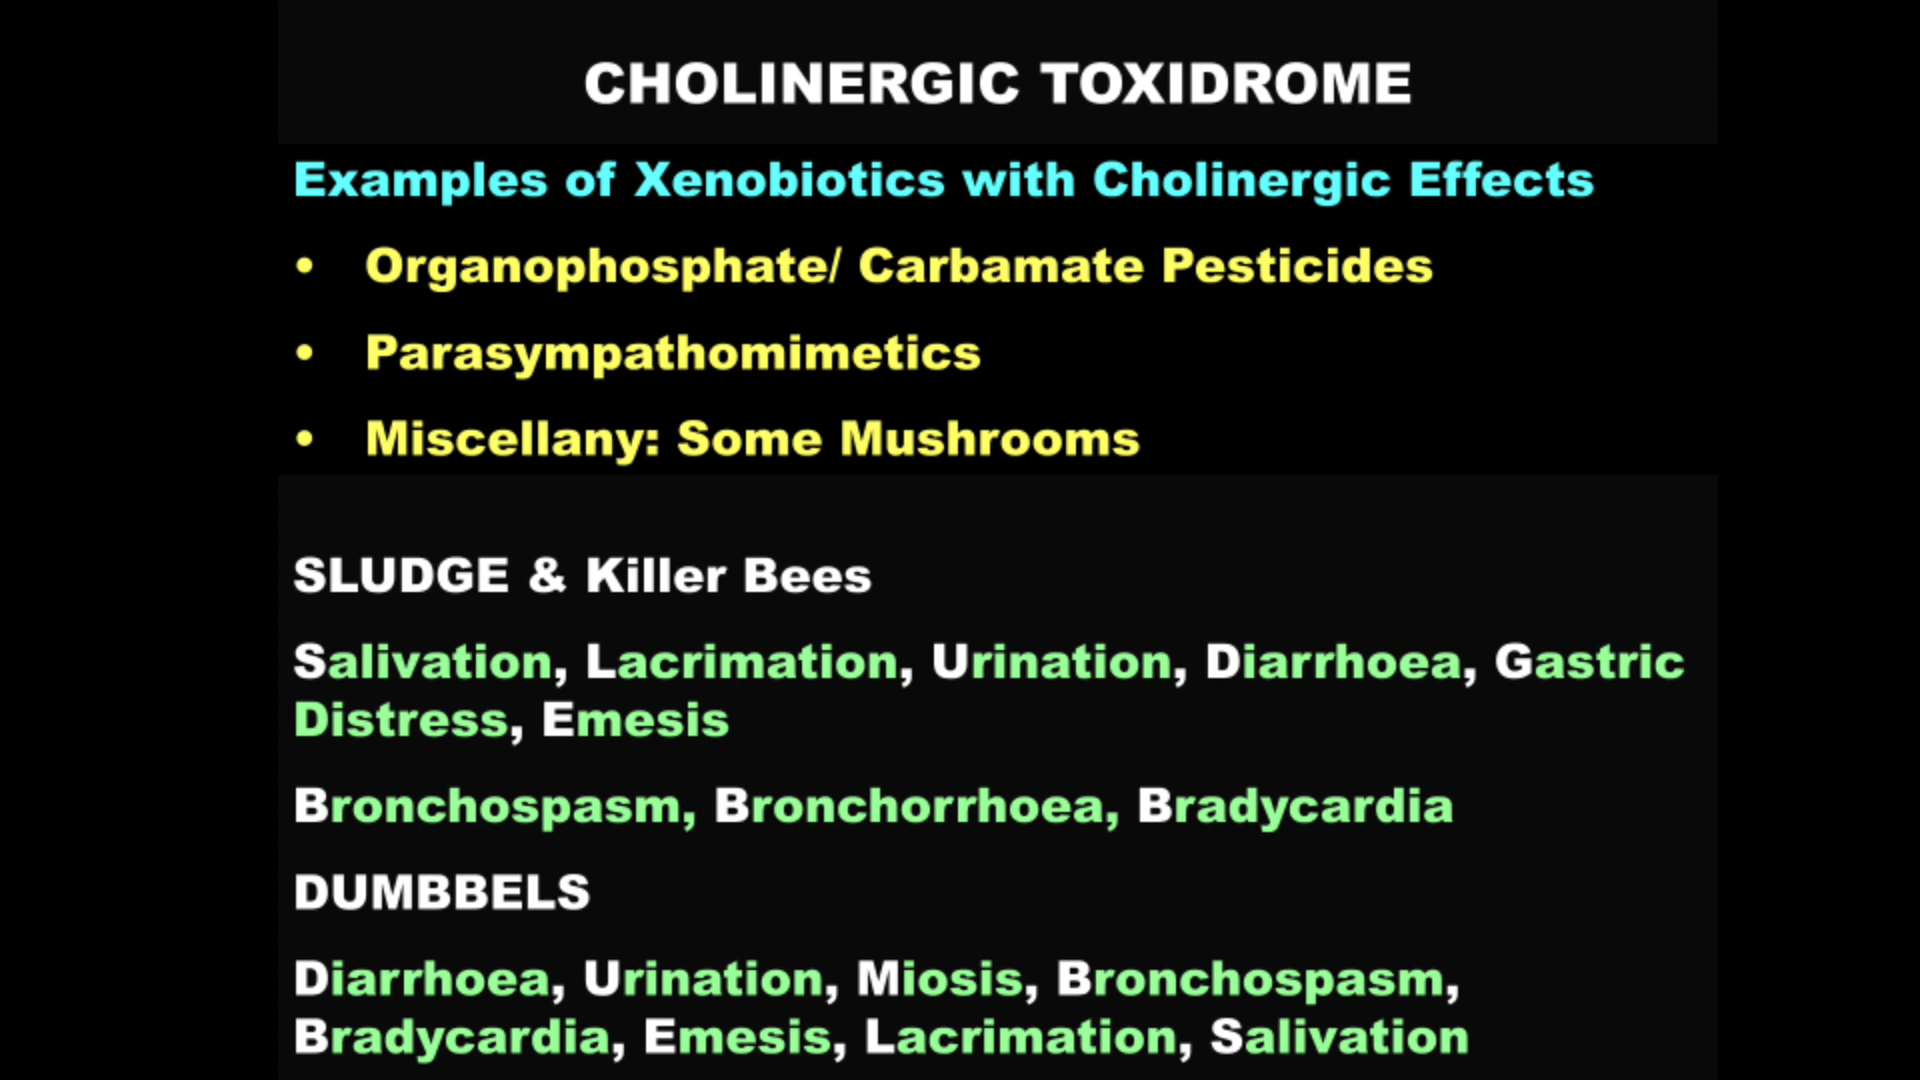 CHOLINERGIC TOXIDROME
Examples of Xenobiotics with Cholinergic Effects
• Organophosphate/ Carbamate Pesticides
• Parasympathomimetics
• Miscellany: Some Mushrooms
SLUDGE & Killer Bees
Salivation, Lacrimation, Urination, Diarrhoea, Gastric
Distress, Emesis
Bronchospasm, Bronchorrhoea, Bradycardia
DUMBBELS
Diarrhoea, Urination, Miosis, Bronchospasm,
Bradycardia, Emesis, Lacrimation, Salivation